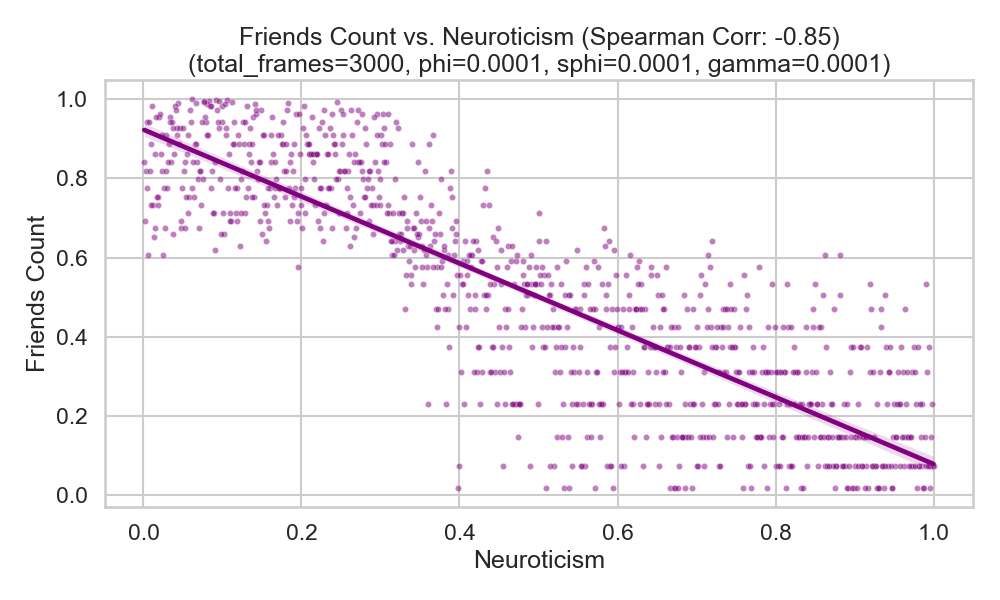 Friends Count vs. Neuroticism (Spearman Corr: -0.85)
(total_frames=3000, phi=0.0001, sphi=0.0001, gamma=0.0001)
1.0
0.8
0.6
0.4
0.2
0.0
Friends Count
0.0 0.2 0.4 0.6 0.8 1.0
Neuroticism